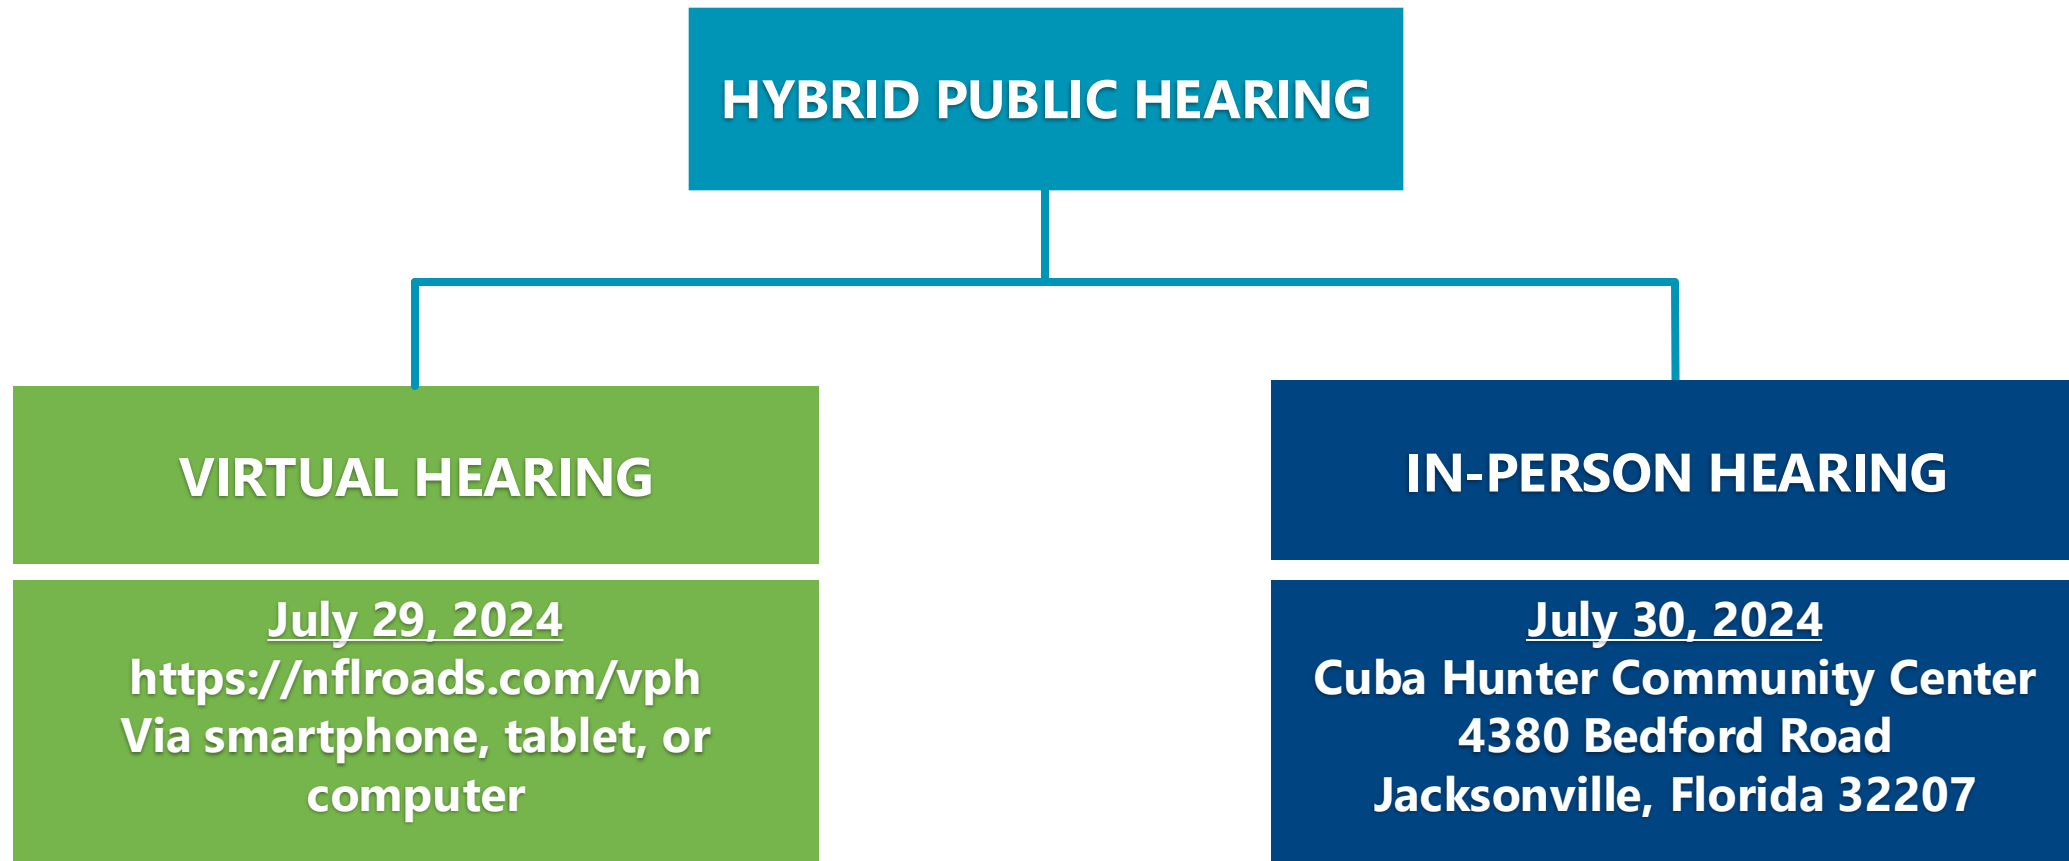 HYBRID PUBLIC HEARING
VIRTUAL HEARING
July 29, 2024
https://nflroads.com/vph
Via smartphone, tablet, or
computer
IN-PERSON HEARING
July 30, 2024
Cuba Hunter Community Center
4380 Bedford Road
Jacksonville, Florida 32207